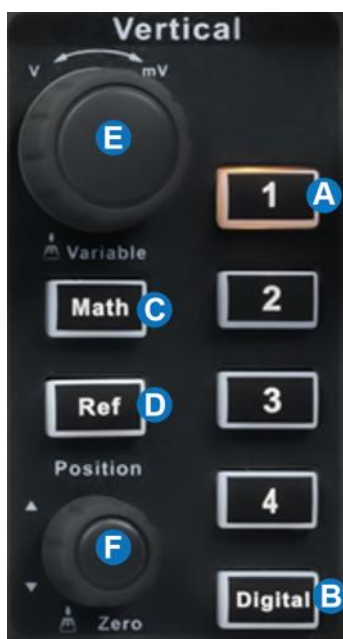 Vertical
V mV
E
1 A
Variable
Math C
2
Ref D
3
Position
4
F
Digital B
Zero